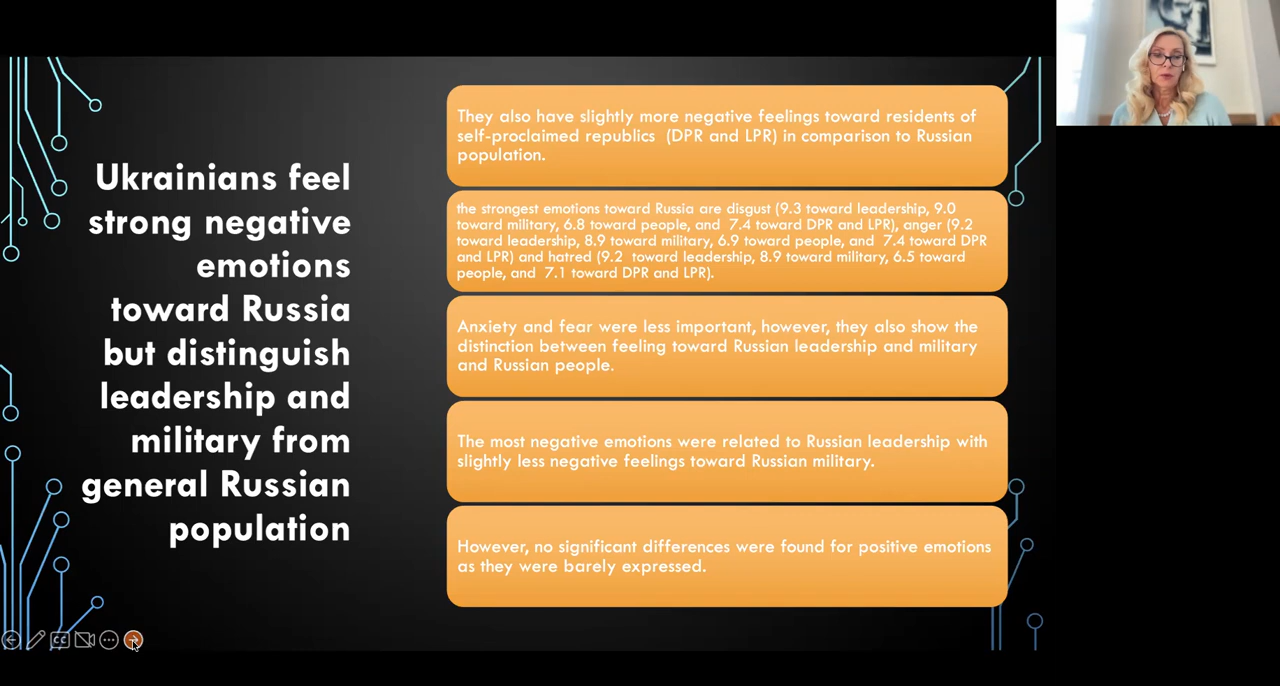 Ukrainians feel
strong negative
emotions
toward Russia
but distinguish
leadership and
military from
general Russian
population
They also have slightly more negative feelings toward residents of
self-proclaimed republics (DPR and LPR) in comparison to Russian
population.
the strongest emotions toward Russia are disgust (9.3 toward leadership, 9.0
toward military, 6.8 toward people, and 7.4 toward DPR and LPR), anger (9.2
toward leadership, 8.9 toward military, 6.9 toward people, and 7.4 toward DPR
and LPR) and hatred (9.2 toward leadership, 8.9 toward military, 6.5 toward
people, and 7.1 toward DPR and LPR).
Anxiety and fear were less important, however, they also show the
distinction between feeling toward Russian leadership and military
and Russian people.
The most negative emotions were related to Russian leadership with
slightly less negative feelings toward Russian military.
However, no significant differences were found for positive emotions
as they were barely expressed.
CC